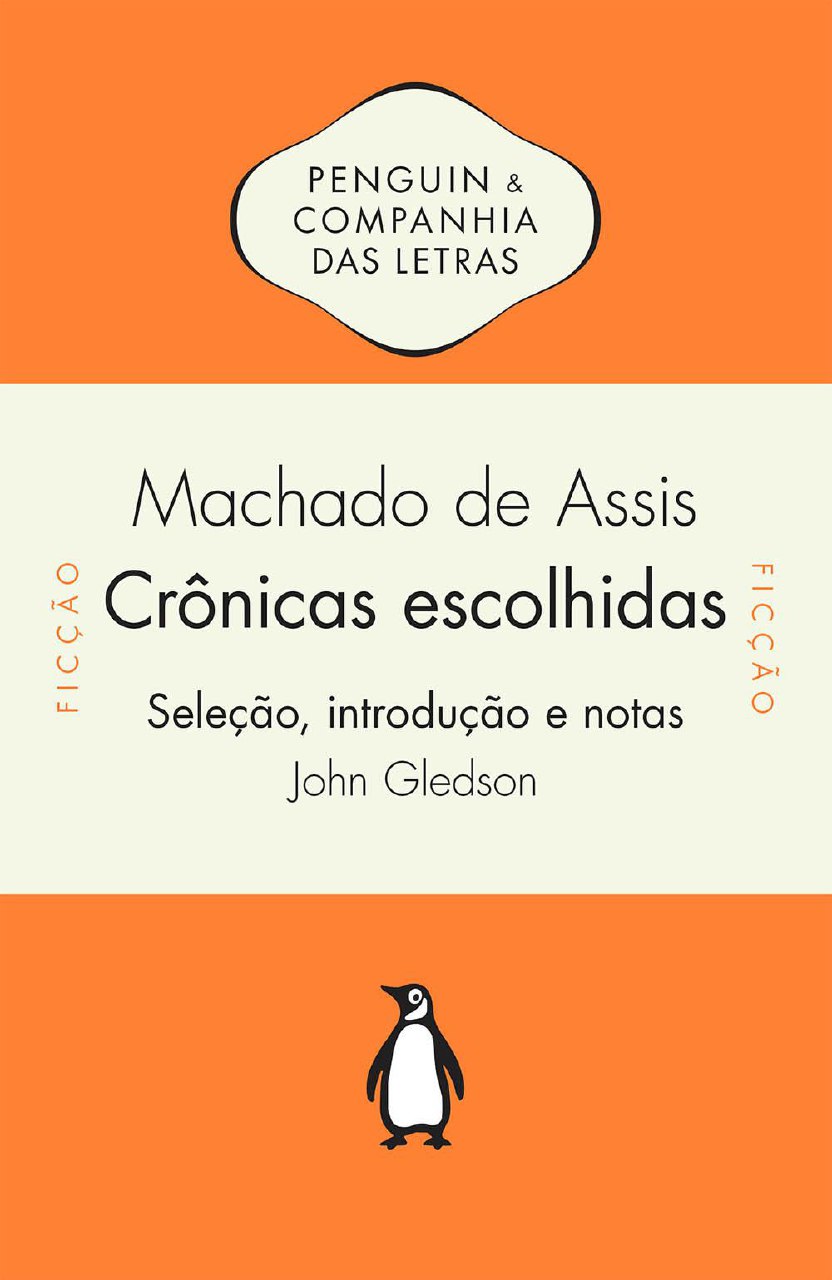 PENGUIN &
COMPANHIA
DAS LETRAS
Machado de Assis
FICÇÃO
Crônicas escolhidas
FICÇÃO
Seleção, introdução e notas
John Gledson